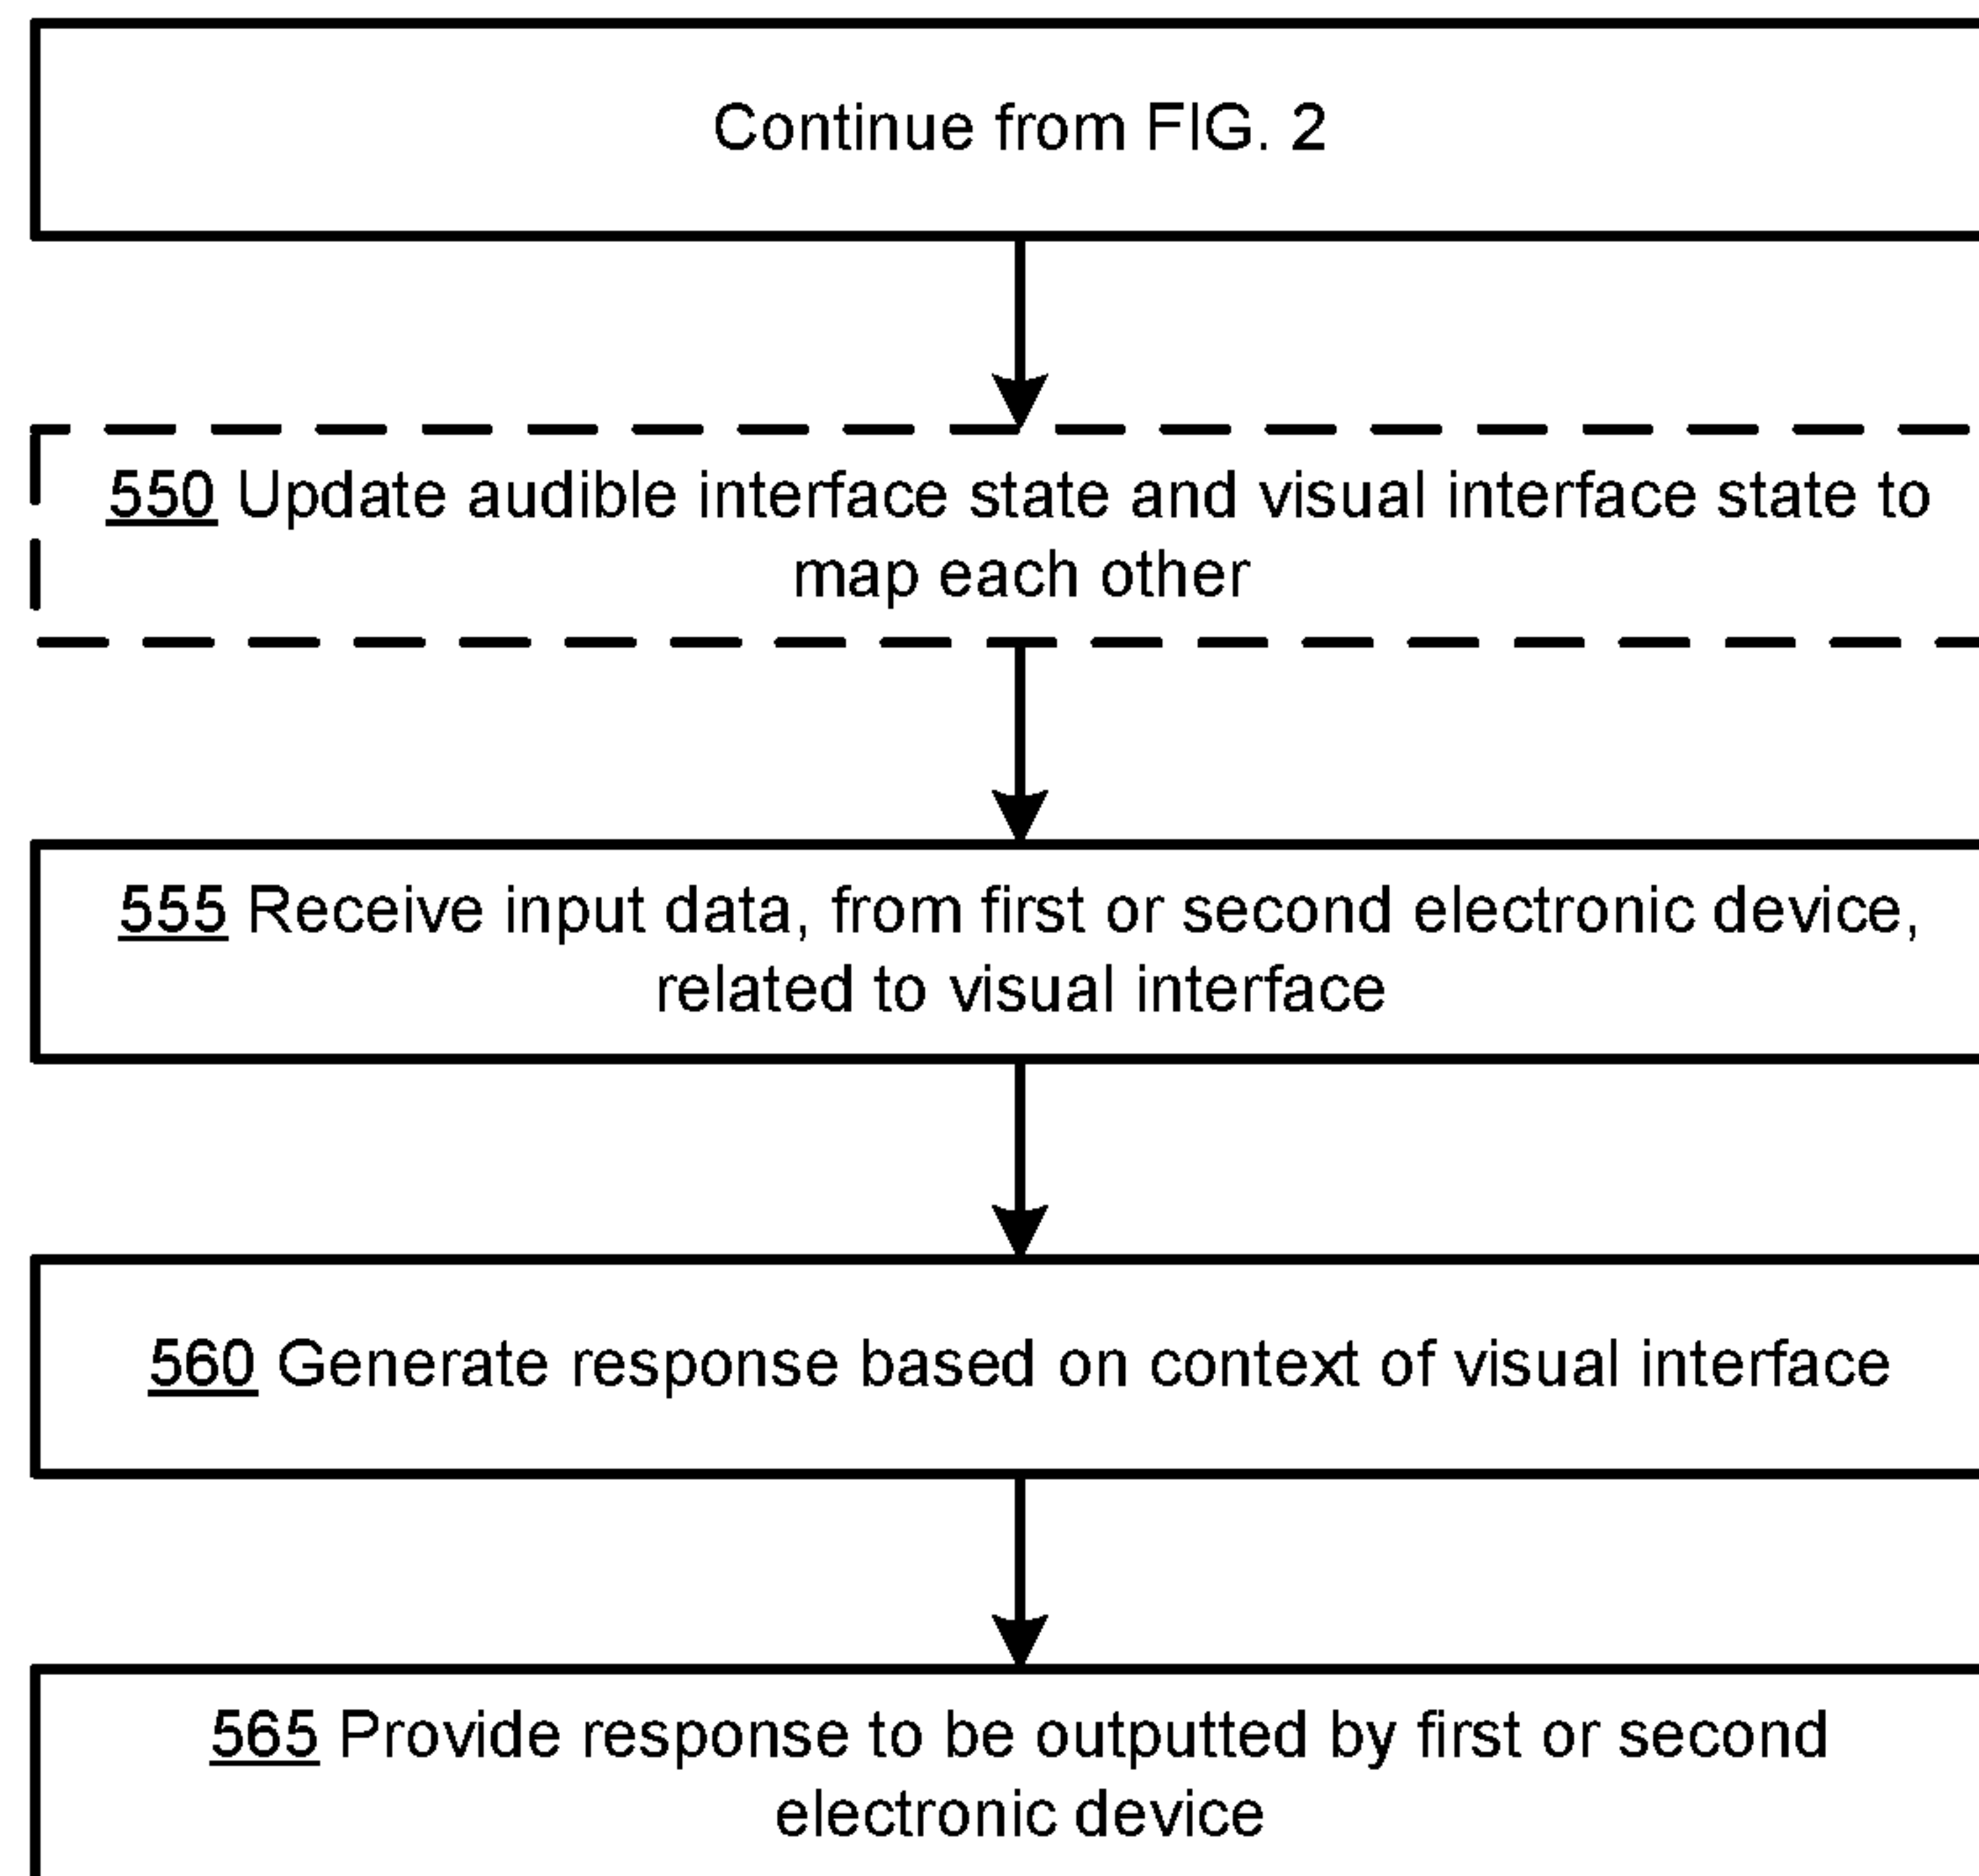 Continue from FIG. 2
550 Update audible interface state and visual interface state to
map each other
555 Receive input data, from first or second electronic device,
related to visual interface
560 Generate response based on context of visual interface
565 Provide response to be outputted by first or second
electronic device